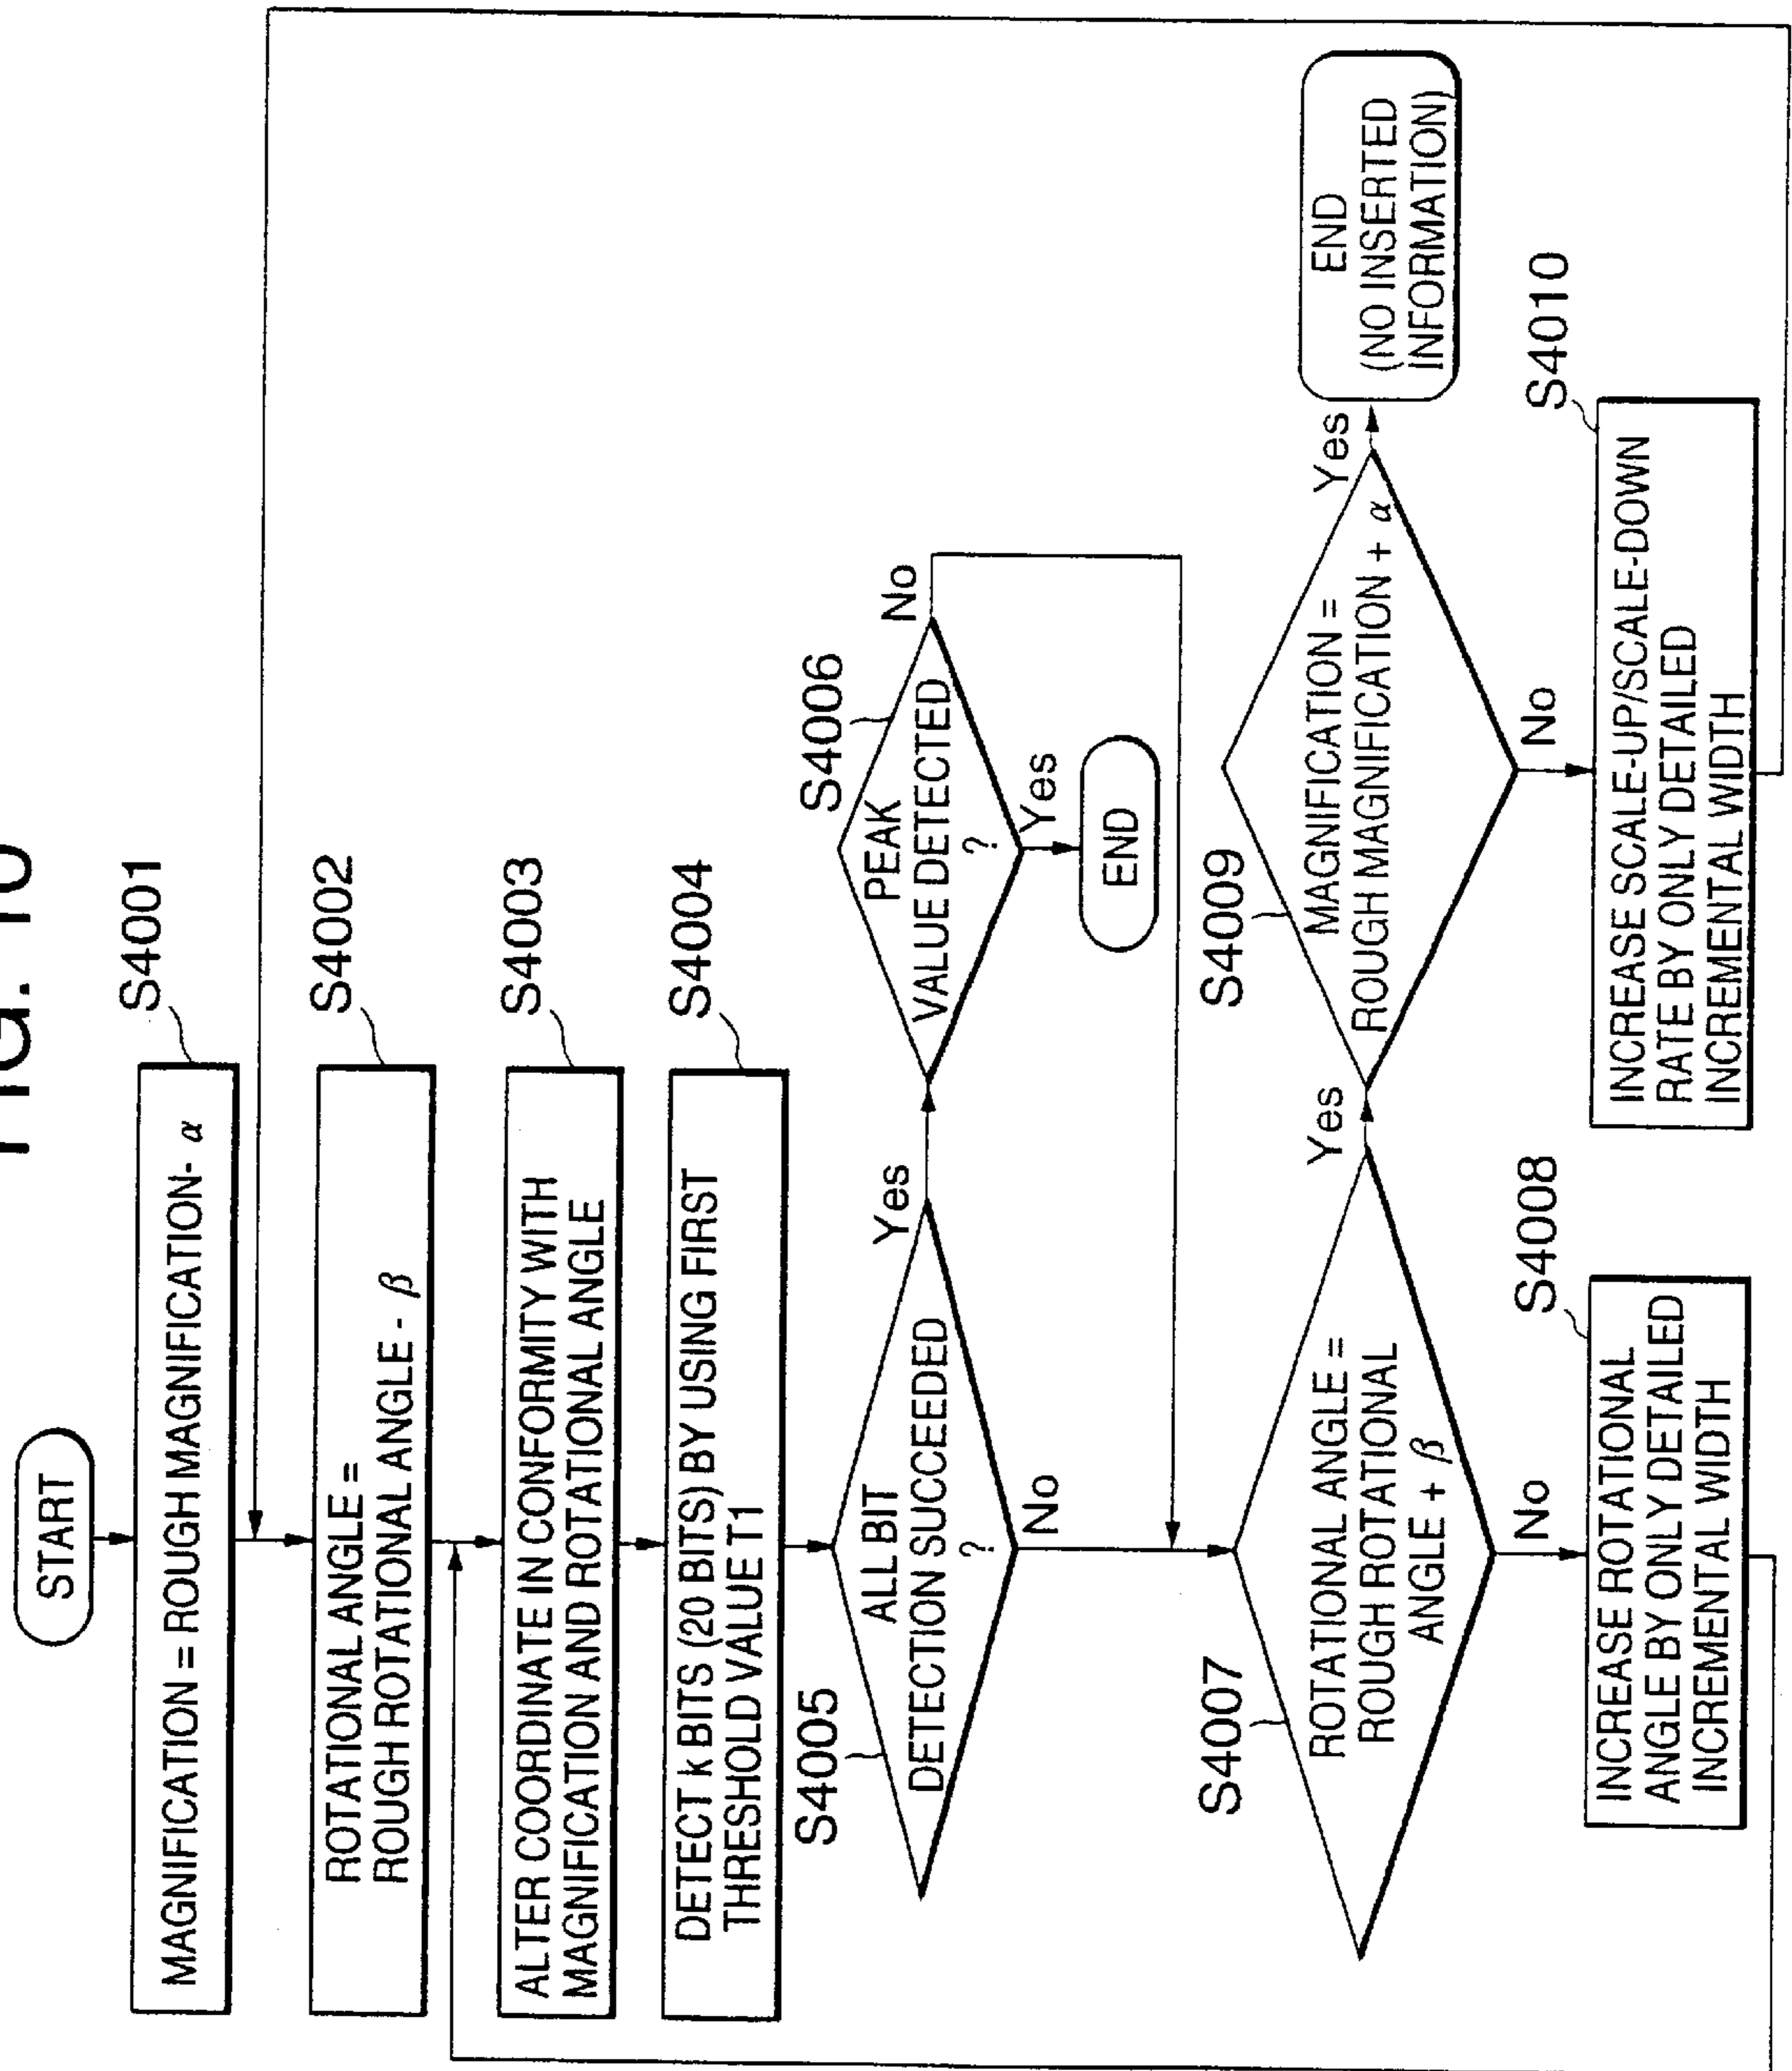 FIG.
START
MAGNIFICATION = ROUGH MAGNIFICATION- α
S4001
ROTATIONAL ANGLE =
ROUGH ROTATIONAL ANGLE - β
S4002
ALTER COORDINATE IN CONFORMITY WITH
MAGNIFICATION AND ROTATIONAL ANGLE
S4003
DETECT k BITS (20 BITS) BY USING FIRST
THRESHOLD VALUE T1
S4004
S4005
ALL BIT
DETECTION SUCCEEDED
?
Yes
No
S4006
PEAK
VALUE DETECTED
?
No
Yes
END
S4007
ROTATIONAL ANGLE =
ROUGH ROTATIONAL
ANGLE + β
Yes
No
S4008
INCREASE ROTATIONAL
ANGLE BY ONLY DETAILED
INCREMENTAL WIDTH
S4009
MAGNIFICATION =
ROUGH MAGNIFICATION + α
Yes
No
END
(NO INSERTED
INFORMATION)
S4010
INCREASE SCALE-UP/SCALE-DOWN
RATE BY ONLY DETAILED
INCREMENTAL WIDTH